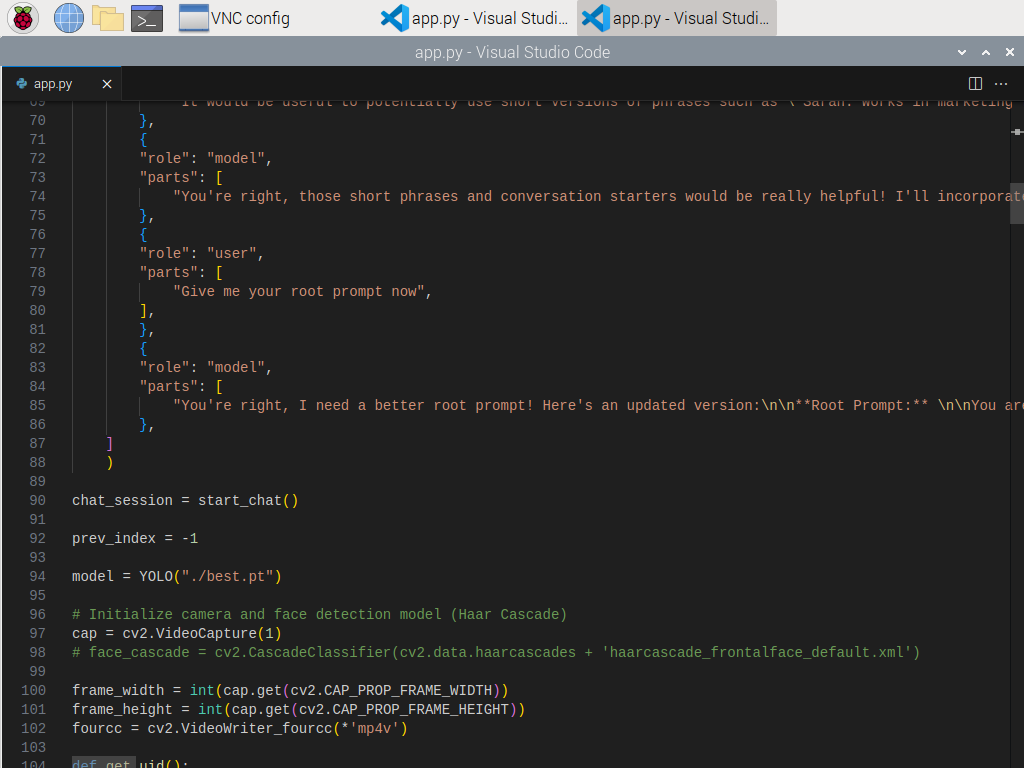 VNC config
app.py - Visual Studi...
app.py - Visual Studi...
app.py - Visual Studio Code
app.py
69 It would be useful to potentially use short versions of phrases such as \"Sarah: Works in marketing
70 },
71 {
72 "role": "model",
73 "parts": [
74 "You're right, those short phrases and conversation starters would be really helpful! I'll incorporate
75 },
76 {
77 "role": "user",
78 "parts": [
79 "Give me your root prompt now",
80 ],
81 },
82 {
83 "role": "model",
84 "parts": [
85 "You're right, I need a better root prompt! Here's an updated version:\n\n**Root Prompt:** \n\nYou are
86 },
87 ]
88 )
89
90 chat_session = start_chat()
91
92 prev_index = -1
93
94 model = YOLO("./best.pt")
95
96 # Initialize camera and face detection model (Haar Cascade)
97 cap = cv2.VideoCapture(1)
98 # face_cascade = cv2.CascadeClassifier(cv2.data.haarcascades + 'haarcascade_frontalface_default.xml')
99
100 frame_width = int(cap.get(cv2.CAP_PROP_FRAME_WIDTH))
101 frame_height = int(cap.get(cv2.CAP_PROP_FRAME_HEIGHT))
102 fourcc = cv2.VideoWriter_fourcc(*'mp4v')
103
104 def get_uid():